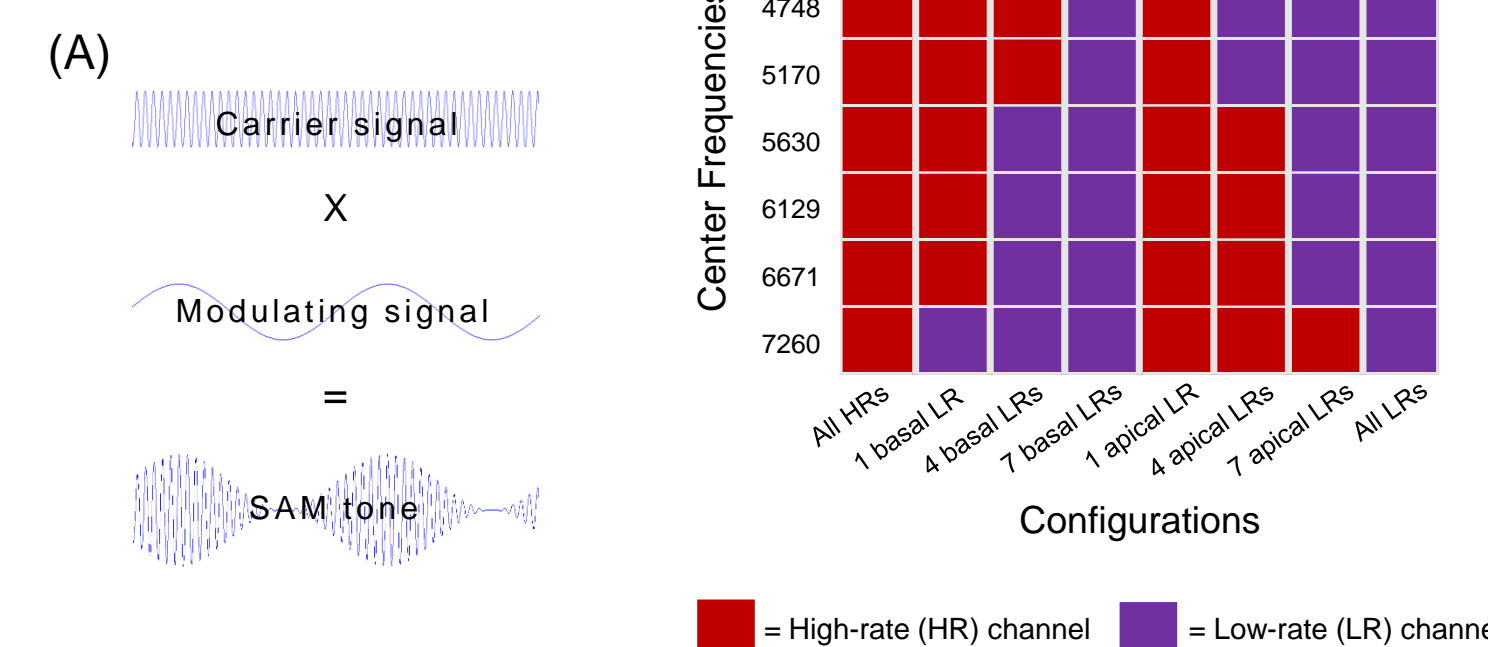 (A)
Carrier signal
X
Modulating signal
=
SAM tone
Center Frequencies
4748
5170
5630
6129
6671
7260
All HRs
1 basal LR
4 basal LRs
7 basal LRs
1 apical LR
4 apical LRs
7 apical LRs
All LRs
Configurations
= High-rate (HR) channel
= Low-rate (LR) channe